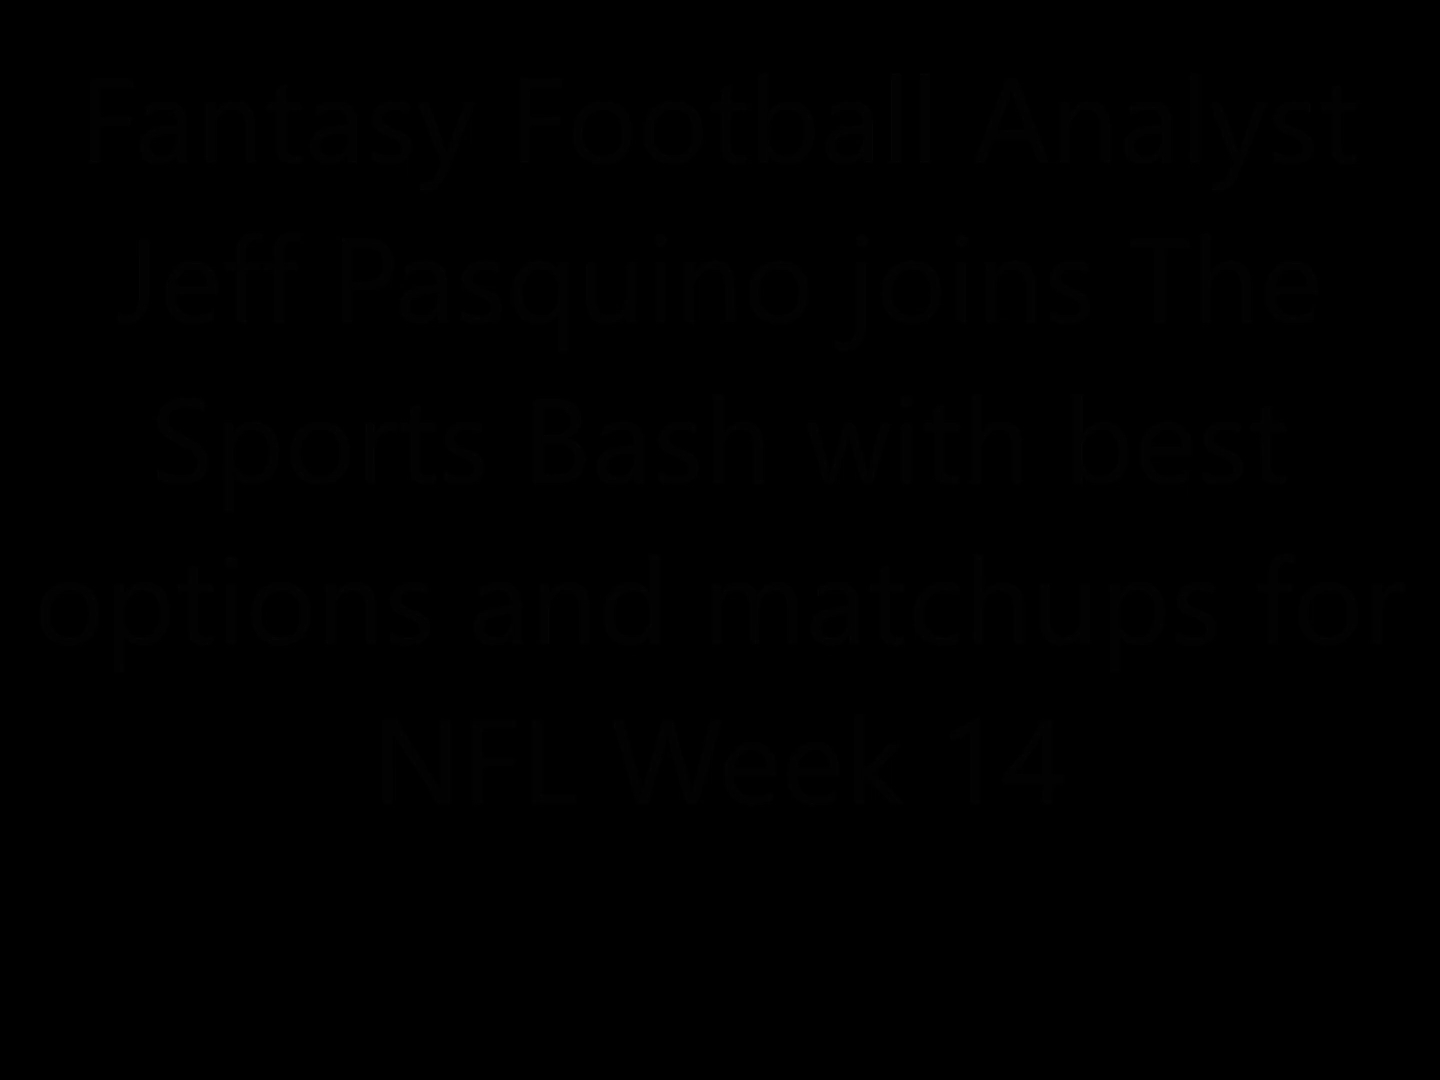 Fantasy Football Analyst
Jeff Pasquino joins The
Sports Bash with best
options and matchups for
NFL Week 14